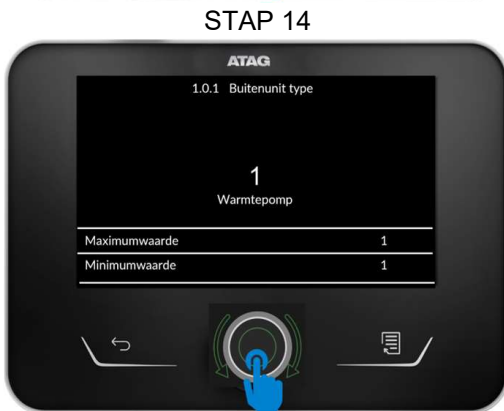 STAP 14
ATAG
1.0.1 Buitenunit type
1
Warmtepomp
Maximumwaarde 1
Minimumwaarde 1